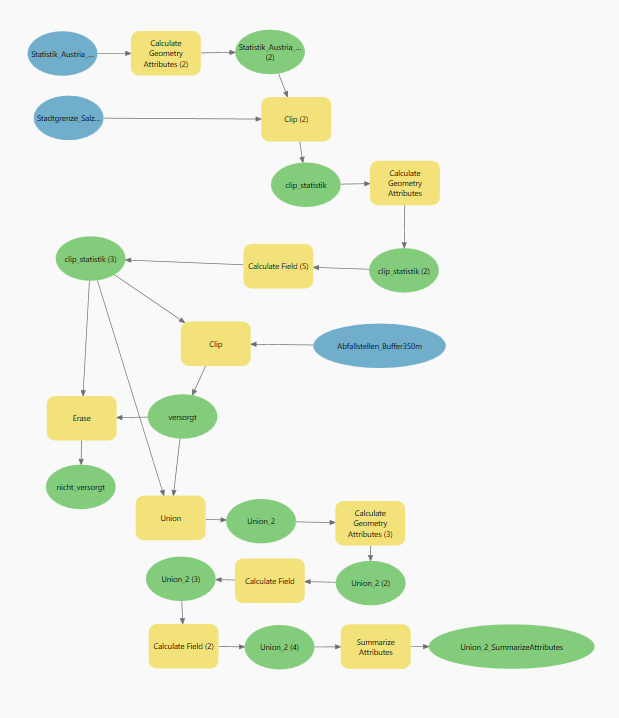 Statistik_Austria_...
Calculate
Geometry
Attributes (2)
Statistik_Austria_...
(2)
Stadtgrenze_Salz...
Clip (2)
clip_statistik
Calculate
Geometry
Attributes
clip_statistik (3)
Calculate Field (5)
clip_statistik (2)
Clip
Abfallstellen_Buffer350m
Erase
versorgt
nicht_versorgt
Union
Union_2
Calculate
Geometry
Attributes (3)
Union_2 (3)
Calculate Field
Union_2 (2)
Calculate Field (2)
Union_2 (4)
Summarize
Attributes
Union_2_SummarizeAttributes